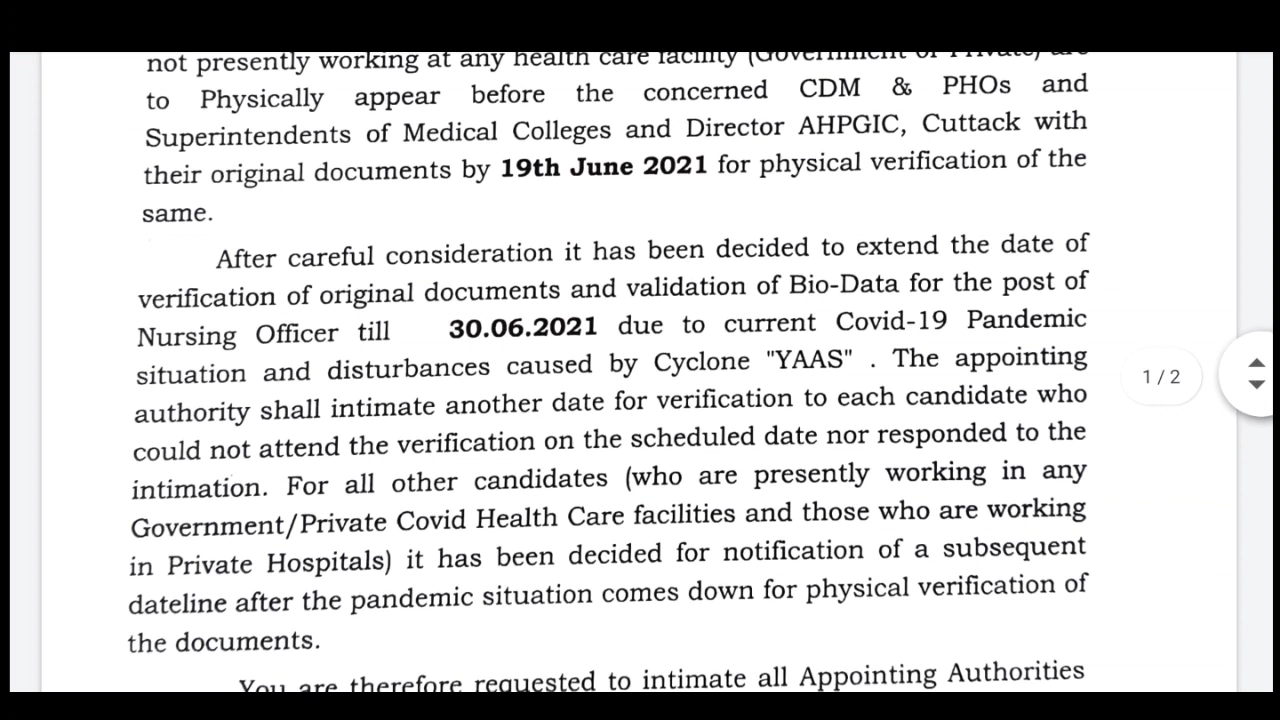 not presently working at any health care facility (Government or Private) are
to Physically appear before the concerned CDM & PHOs and
Superintendents of Medical Colleges and Director AHPGIC, Cuttack with
their original documents by 19th June 2021 for physical verification of the
same.
After careful consideration it has been decided to extend the date of
verification of original documents and validation of Bio-Data for the post of
Nursing Officer till 30.06.2021 due to current Covid-19 Pandemic
situation and disturbances caused by Cyclone "YAAS" . The appointing
authority shall intimate another date for verification to each candidate who
could not attend the verification on the scheduled date nor responded to the
intimation. For all other candidates (who are presently working in any
Government/Private Covid Health Care facilities and those who are working
in Private Hospitals) it has been decided for notification of a subsequent
dateline after the pandemic situation comes down for physical verification of
the documents.
You are therefore requested to intimate all Appointing Authorities
1 / 2